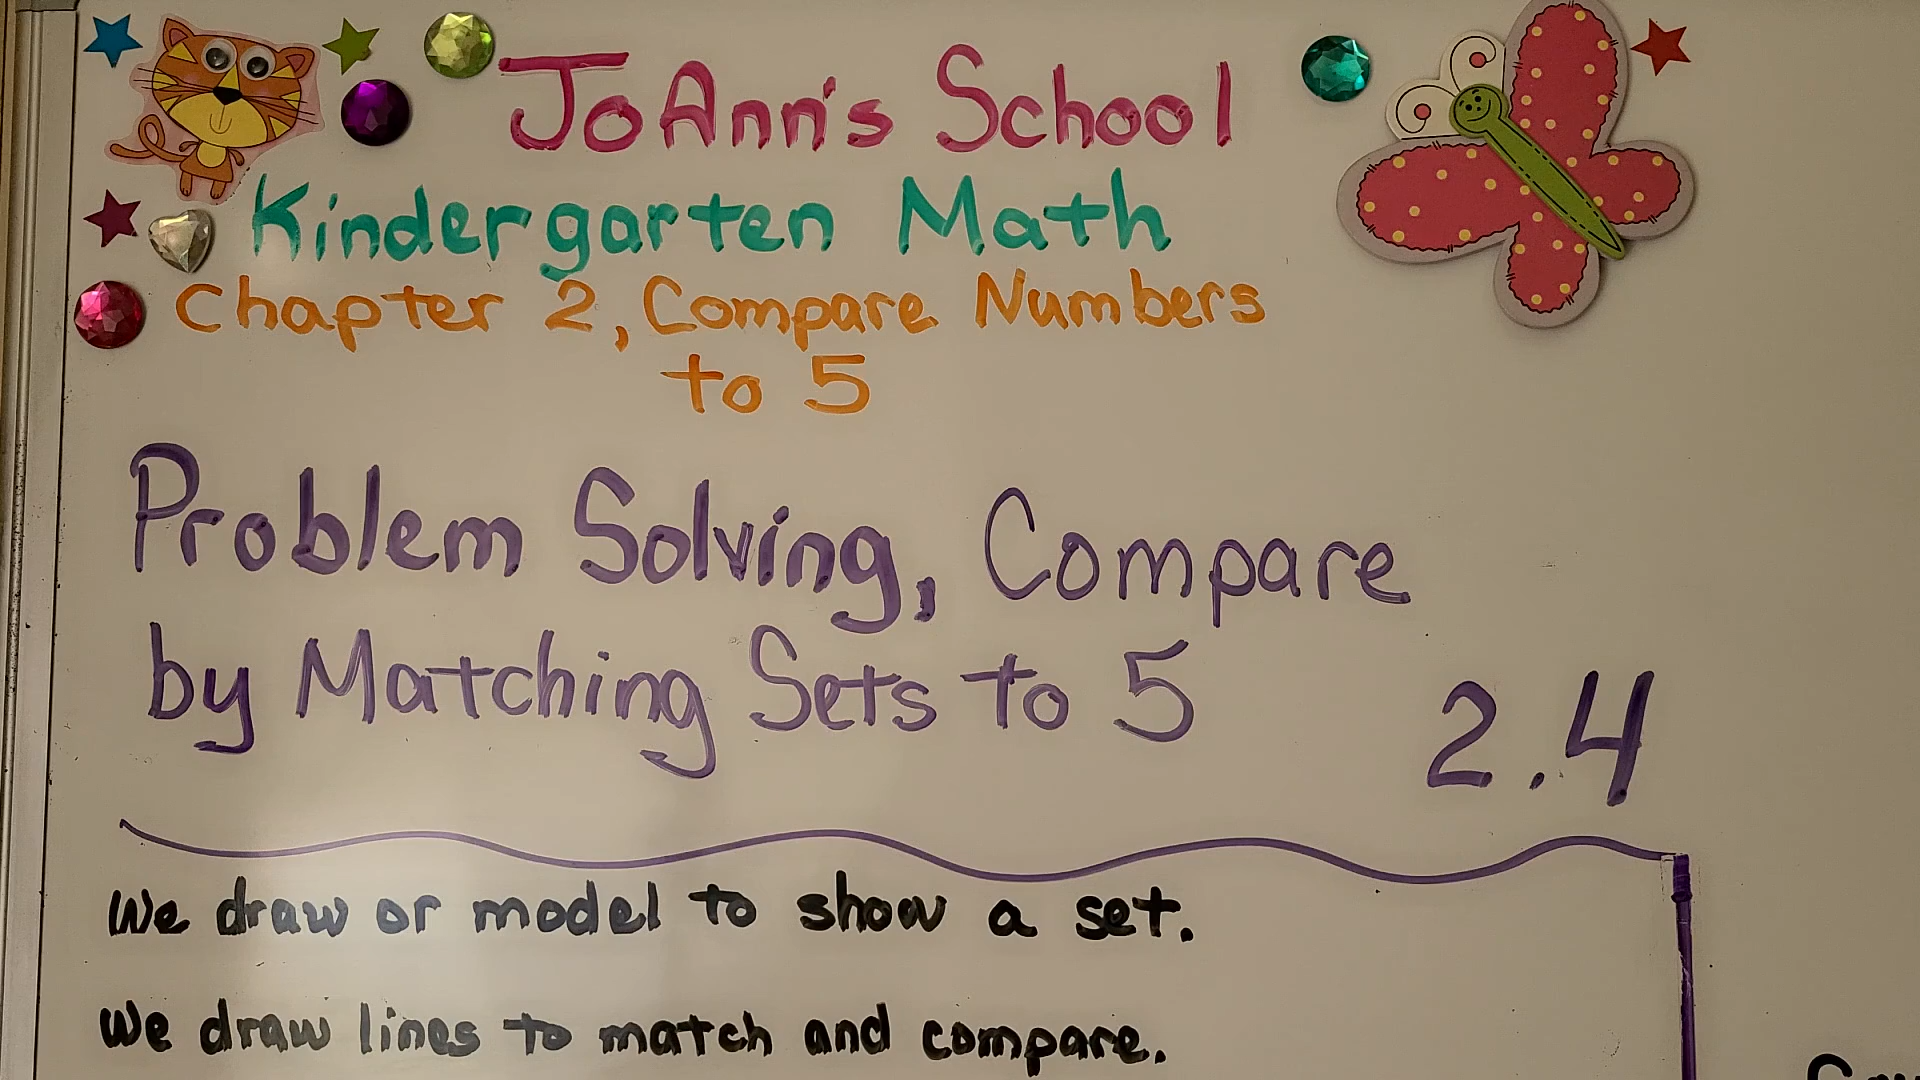 JoAnn's School
Kindergarten Math
Chapter 2, Compare Numbers
to 5
Problem Solving, Compare
by Matching Sets to 5
2.4
We draw or model to show a set.
We draw lines to match and compare.